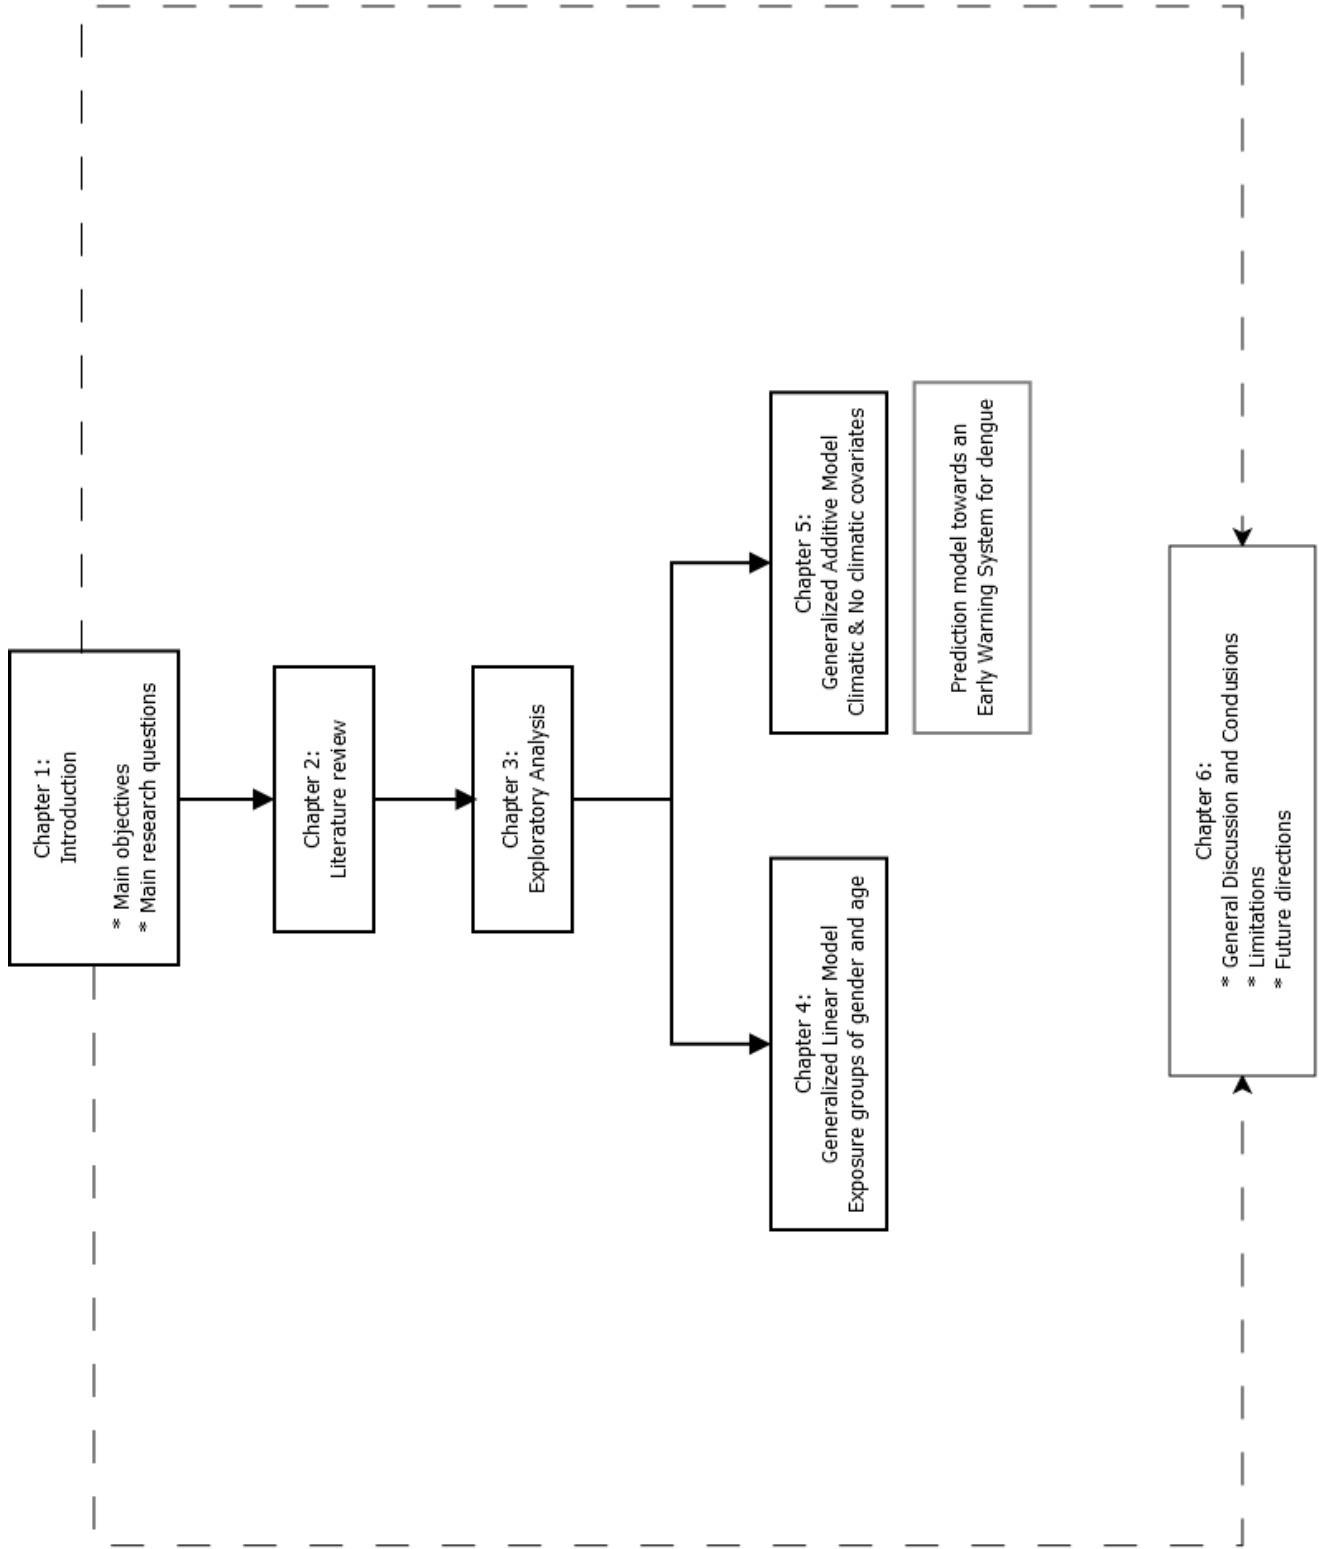 Chapter 1:
Introduction
* Main objectives
* Main research questions
Chapter 2:
Literature review
Chapter 3:
Exploratory Analysis
Chapter 4:
Generalized Linear Model
Exposure groups of gender and age
Chapter 5:
Generalized Additive Model
Climatic & No climatic covariates
Prediction model towards an
Early Warning System for dengue
Chapter 6:
* General Discussion and Conclusions
* Limitations
* Future directions